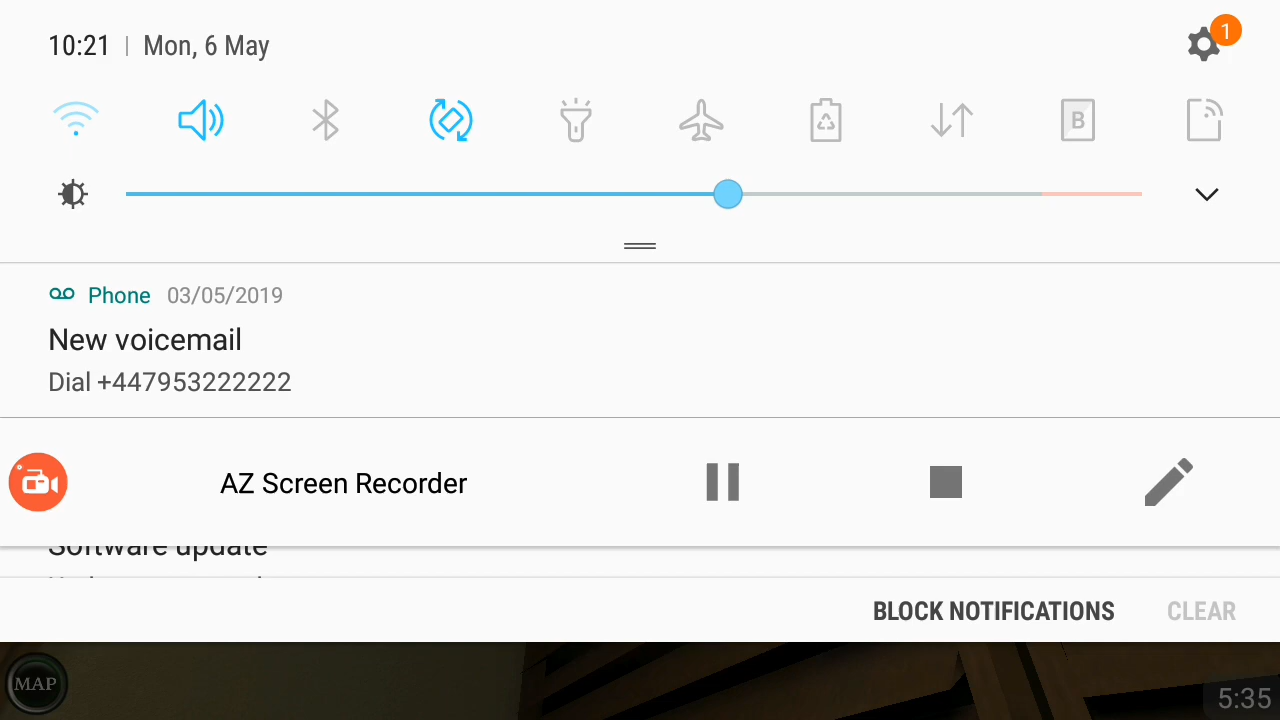 10:21 | Mon, 6 May
1
B
Phone 03/05/2019
New voicemail
Dial +447953222222
AZ Screen Recorder
Software update
BLOCK NOTIFICATIONS CLEAR
MAP
5:35